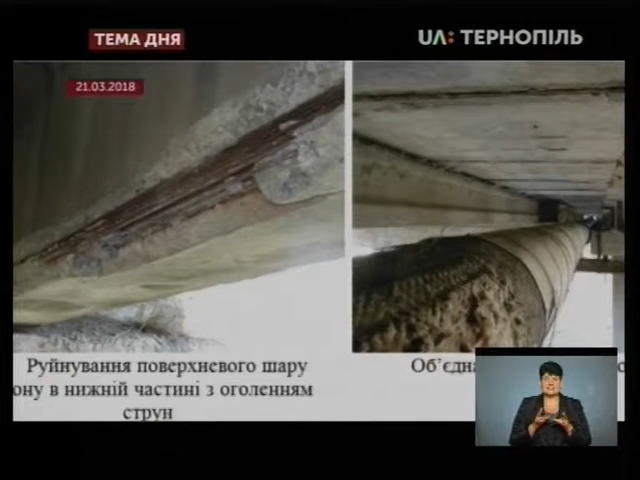 ТЕМА ДНЯ
UA: ТЕРНОПІЛЬ
21.03.2018
Руйнування поверхневого шару
ону в нижній частині з оголенням
струн
Об’єдна